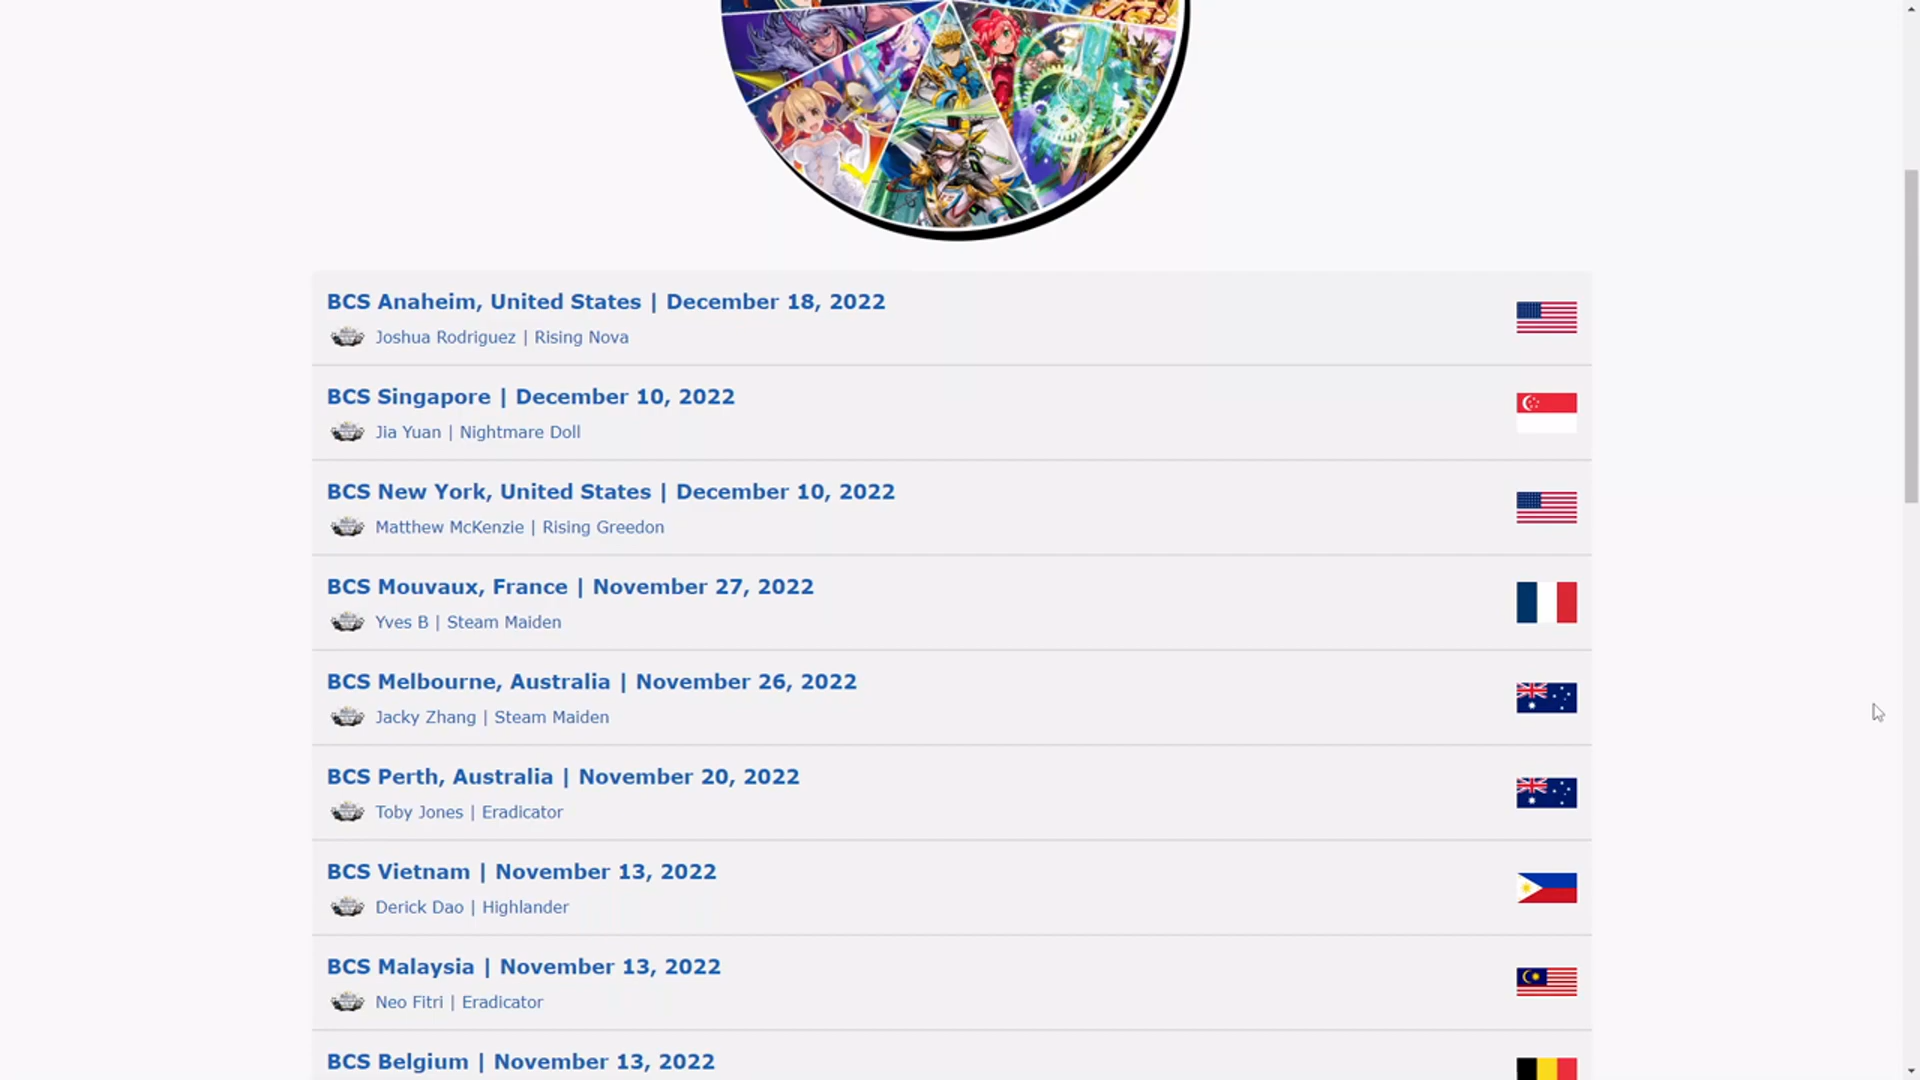 BCS Anaheim, United States | December 18, 2022
Joshua Rodriguez | Rising Nova
BCS Singapore | December 10, 2022
Jia Yuan | Nightmare Doll
BCS New York, United States | December 10, 2022
Matthew McKenzie | Rising Greedon
BCS Mouvaux, France | November 27, 2022
Yves B | Steam Maiden
BCS Melbourne, Australia | November 26, 2022
Jacky Zhang | Steam Maiden
BCS Perth, Australia | November 20, 2022
Toby Jones | Eradicator
BCS Vietnam | November 13, 2022
Derick Dao | Highlander
BCS Malaysia | November 13, 2022
Neo Fitri | Eradicator
BCS Belgium | November 13, 2022